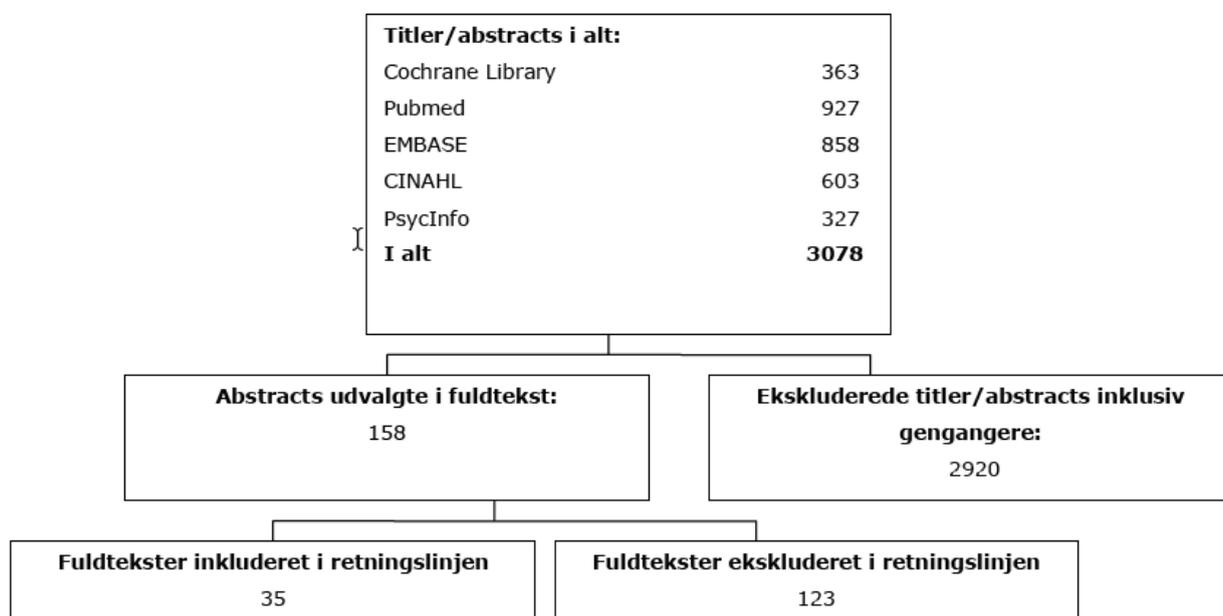 Titler/abstracts i alt:
Cochrane Library 363
Pubmed 927
EMBASE 858
CINAHL 603
PsycInfo 327
I alt 3078
Abstracts udvalgte i fuldtekst:
158
Ekskluderede titler/abstracts inklusiv
gengangere:
2920
Fuldtekster inkluderet i retningslinjen
35
Fuldtekster ekskluderet i retningslinjen
123